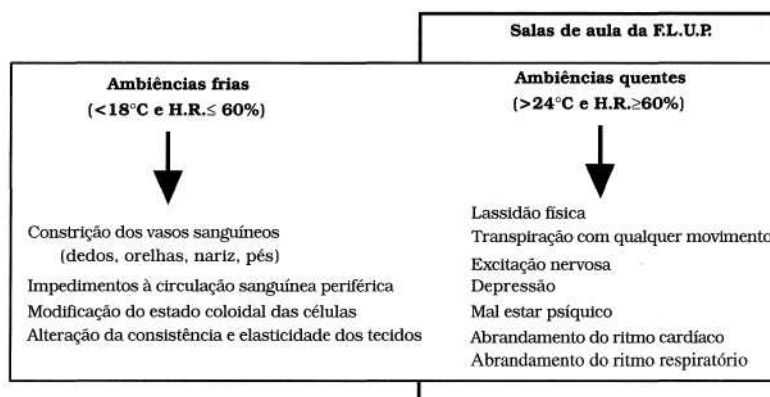 Salas de aula da F.L.U.P.
Ambiências frias
(<18°C e H.R.≤ 60%)
Constrição dos vasos sanguíneos
(dedos, orelhas, nariz, pés)
Impedimentos à circulação sanguínea periférica
Modificação do estado coloidal das células
Alteração da consistência e elasticidade dos tecidos
Ambiências quentes
(>24°C e H.R.≥60%)
Lassidão física
Transpiração com qualquer movimento
Excitação nervosa
Depressão
Mal estar psíquico
Abrandamento do ritmo cardíaco
Abrandamento do ritmo respiratório